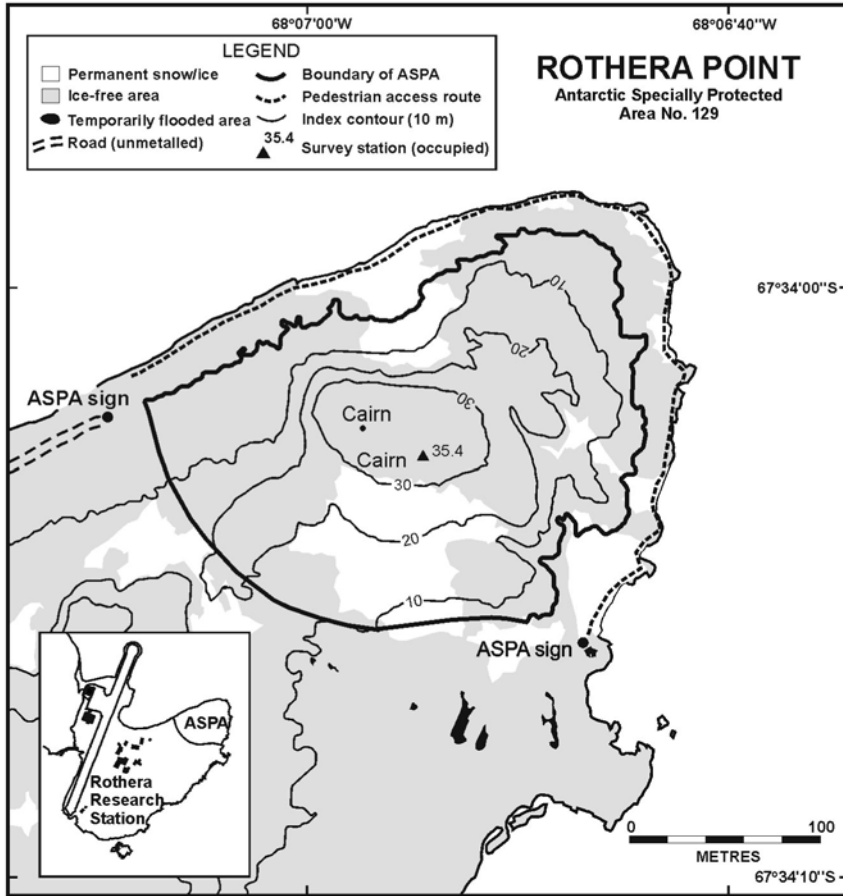 68°07'00"W
68°06'40"W
LEGEND
Permanent snow/ice
Ice-free area
Temporarily flooded area
Road (unmetalled)
Boundary of ASPA
Pedestrian access route
Index contour (10 m)
35.4
Survey station (occupied)
ROTHERA POINT
Antarctic Specially Protected
Area No. 129
67°34'00"S
10
20
30
ASPA sign
Cairn
Cairn
35.4
30
20
10
ASPA sign
ASPA
Rothera
Research
Station
0
100
METRES
67°34'10S